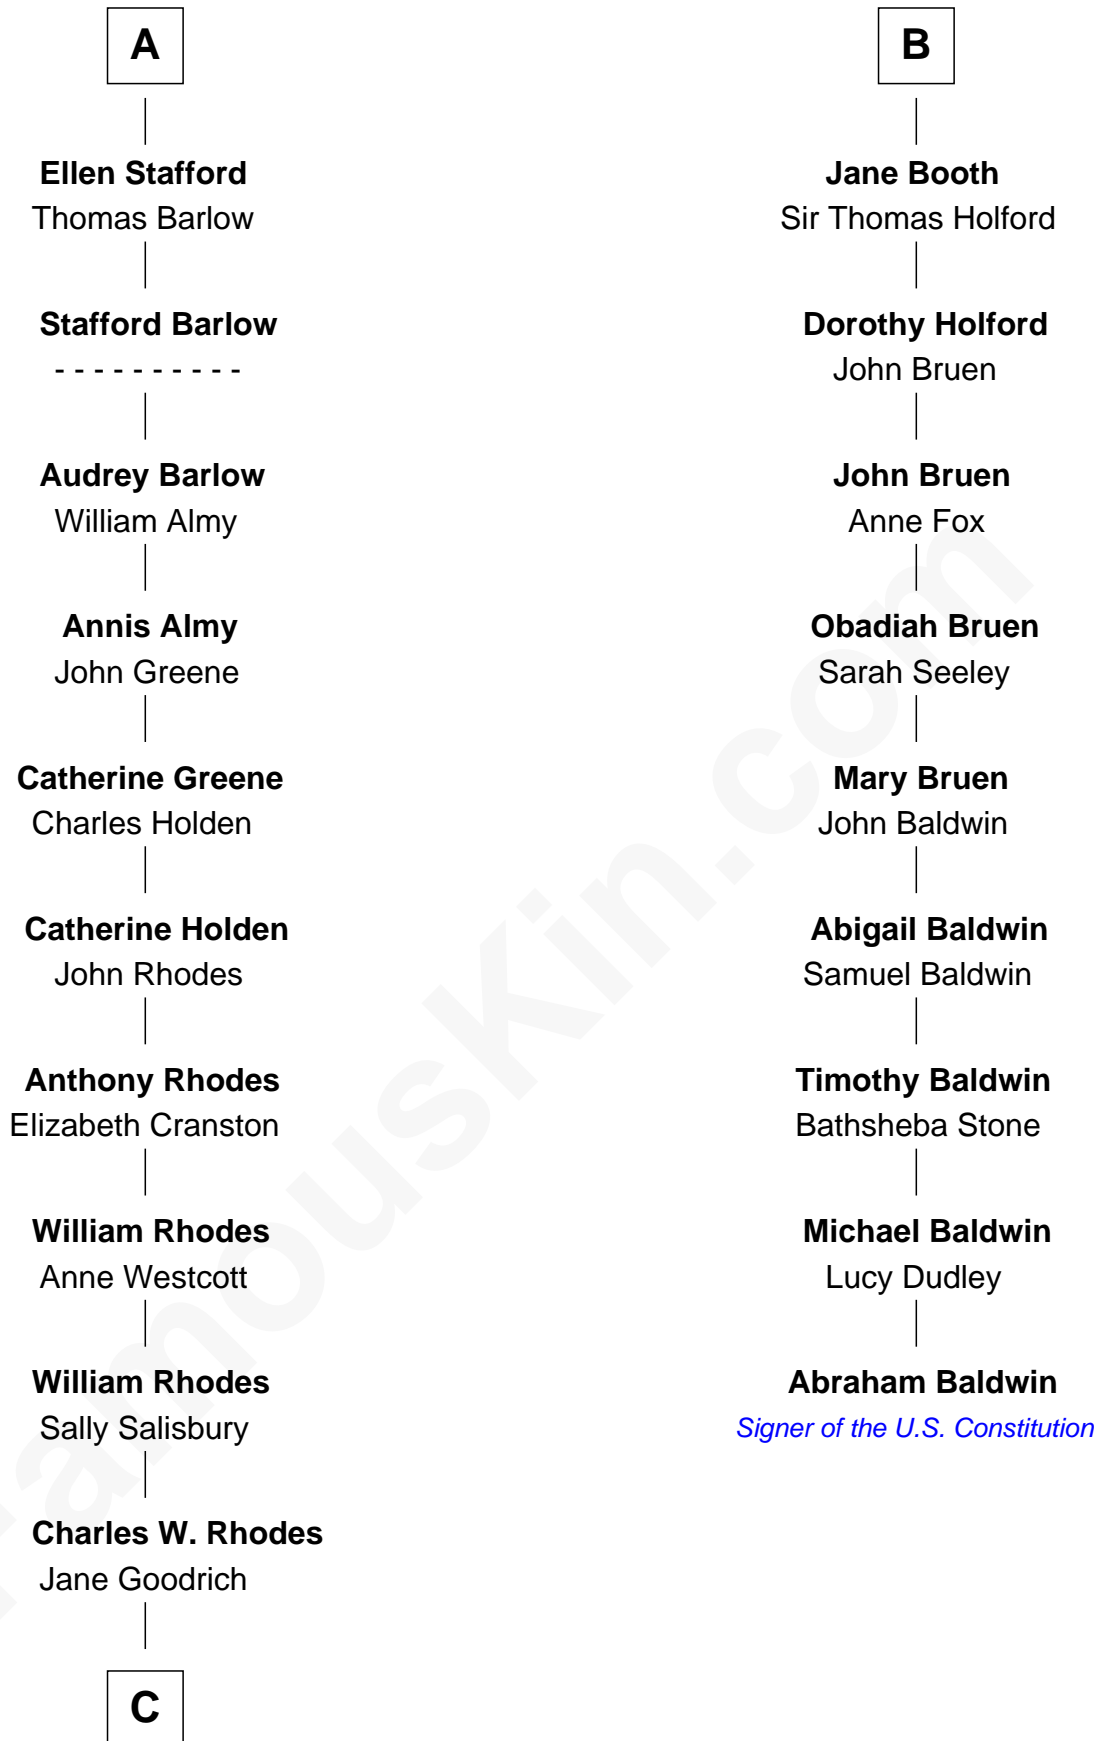 A
Ellen Stafford
Thomas Barlow
Stafford Barlow
- - - - - - - - - -
Audrey Barlow
William Almy
Annis Almy
John Greene
Catherine Greene
Charles Holden
Catherine Holden
John Rhodes
Anthony Rhodes
Elizabeth Cranston
William Rhodes
Anne Westcott
William Rhodes
Sally Salisbury
Charles W. Rhodes
Jane Goodrich
C
B
Jane Booth
Sir Thomas Holford
Dorothy Holford
John Bruen
John Bruen
Anne Fox
Obadiah Bruen
Sarah Seeley
Mary Bruen
John Baldwin
Abigail Baldwin
Samuel Baldwin
Timothy Baldwin
Bathsheba Stone
Michael Baldwin
Lucy Dudley
Abraham Baldwin
Signer of the U.S. Constitution
FamousKin.com